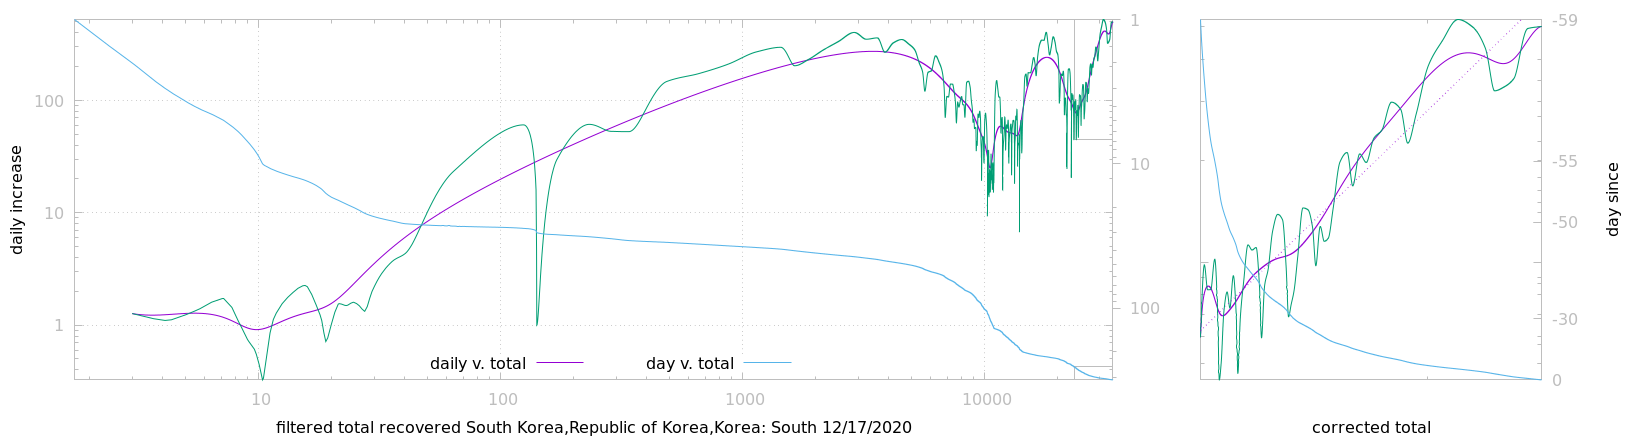 daily increase
100
10
1
10
100
1000
10000
1
10
100
daily v. total
day v. total
filtered total recovered South Korea,Republic of Korea,Korea: South 12/17/2020
-59
-55
-50
-30
0
day since
corrected total